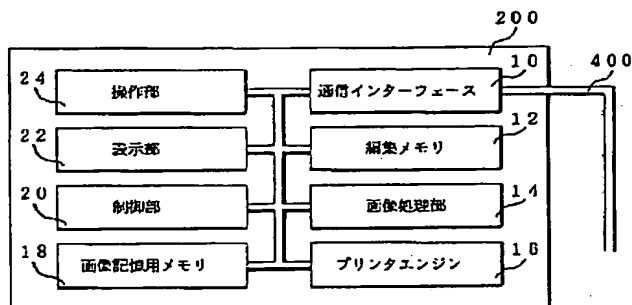 200
24
操作部
通信インターフェース
10
400
22
表示部
編集メモリ
12
20
制御部
画像処理部
14
18
画像記憶用メモリ
プリンタエンジン
16